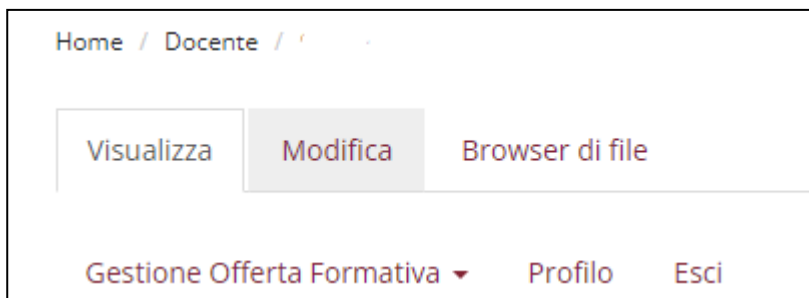 Home / Docente /
Visualizza Modifica Browser di file
Gestione Offerta Formativa Profilo Esci